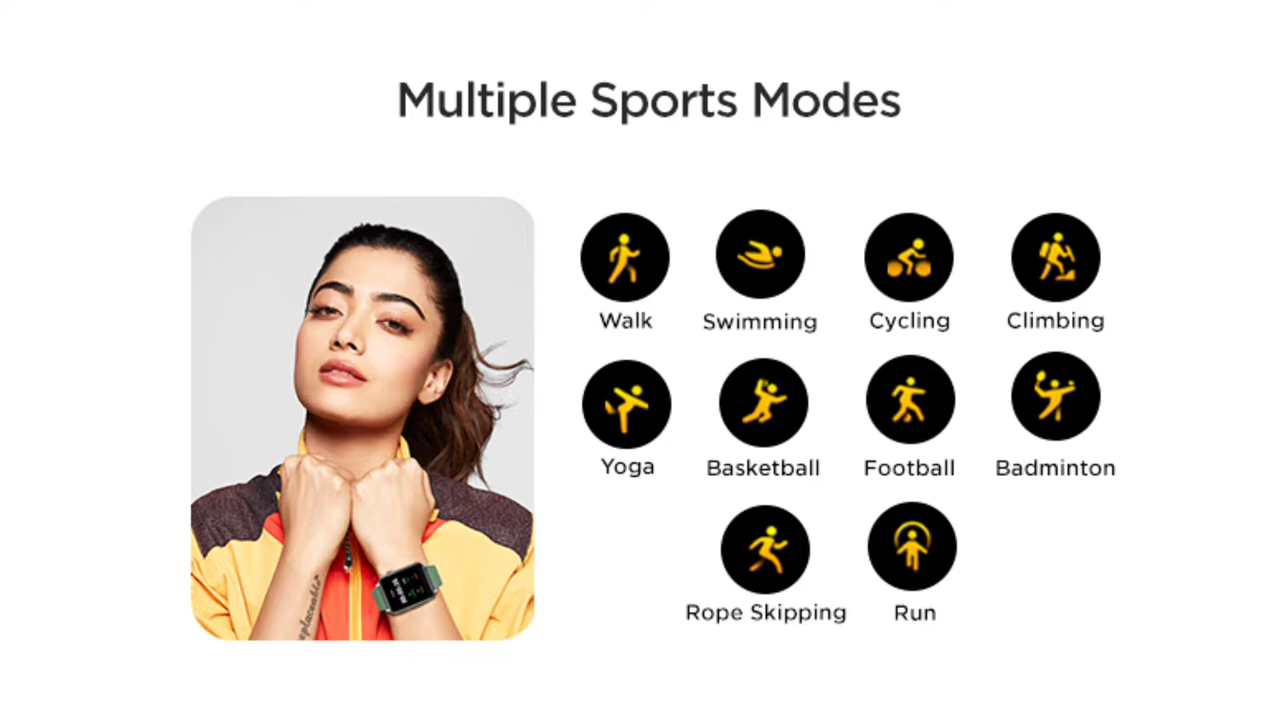 Multiple Sports Modes
Walk
Swimming
Cycling
Climbing
Yoga
Basketball
Football
Badminton
Rope Skipping
Run